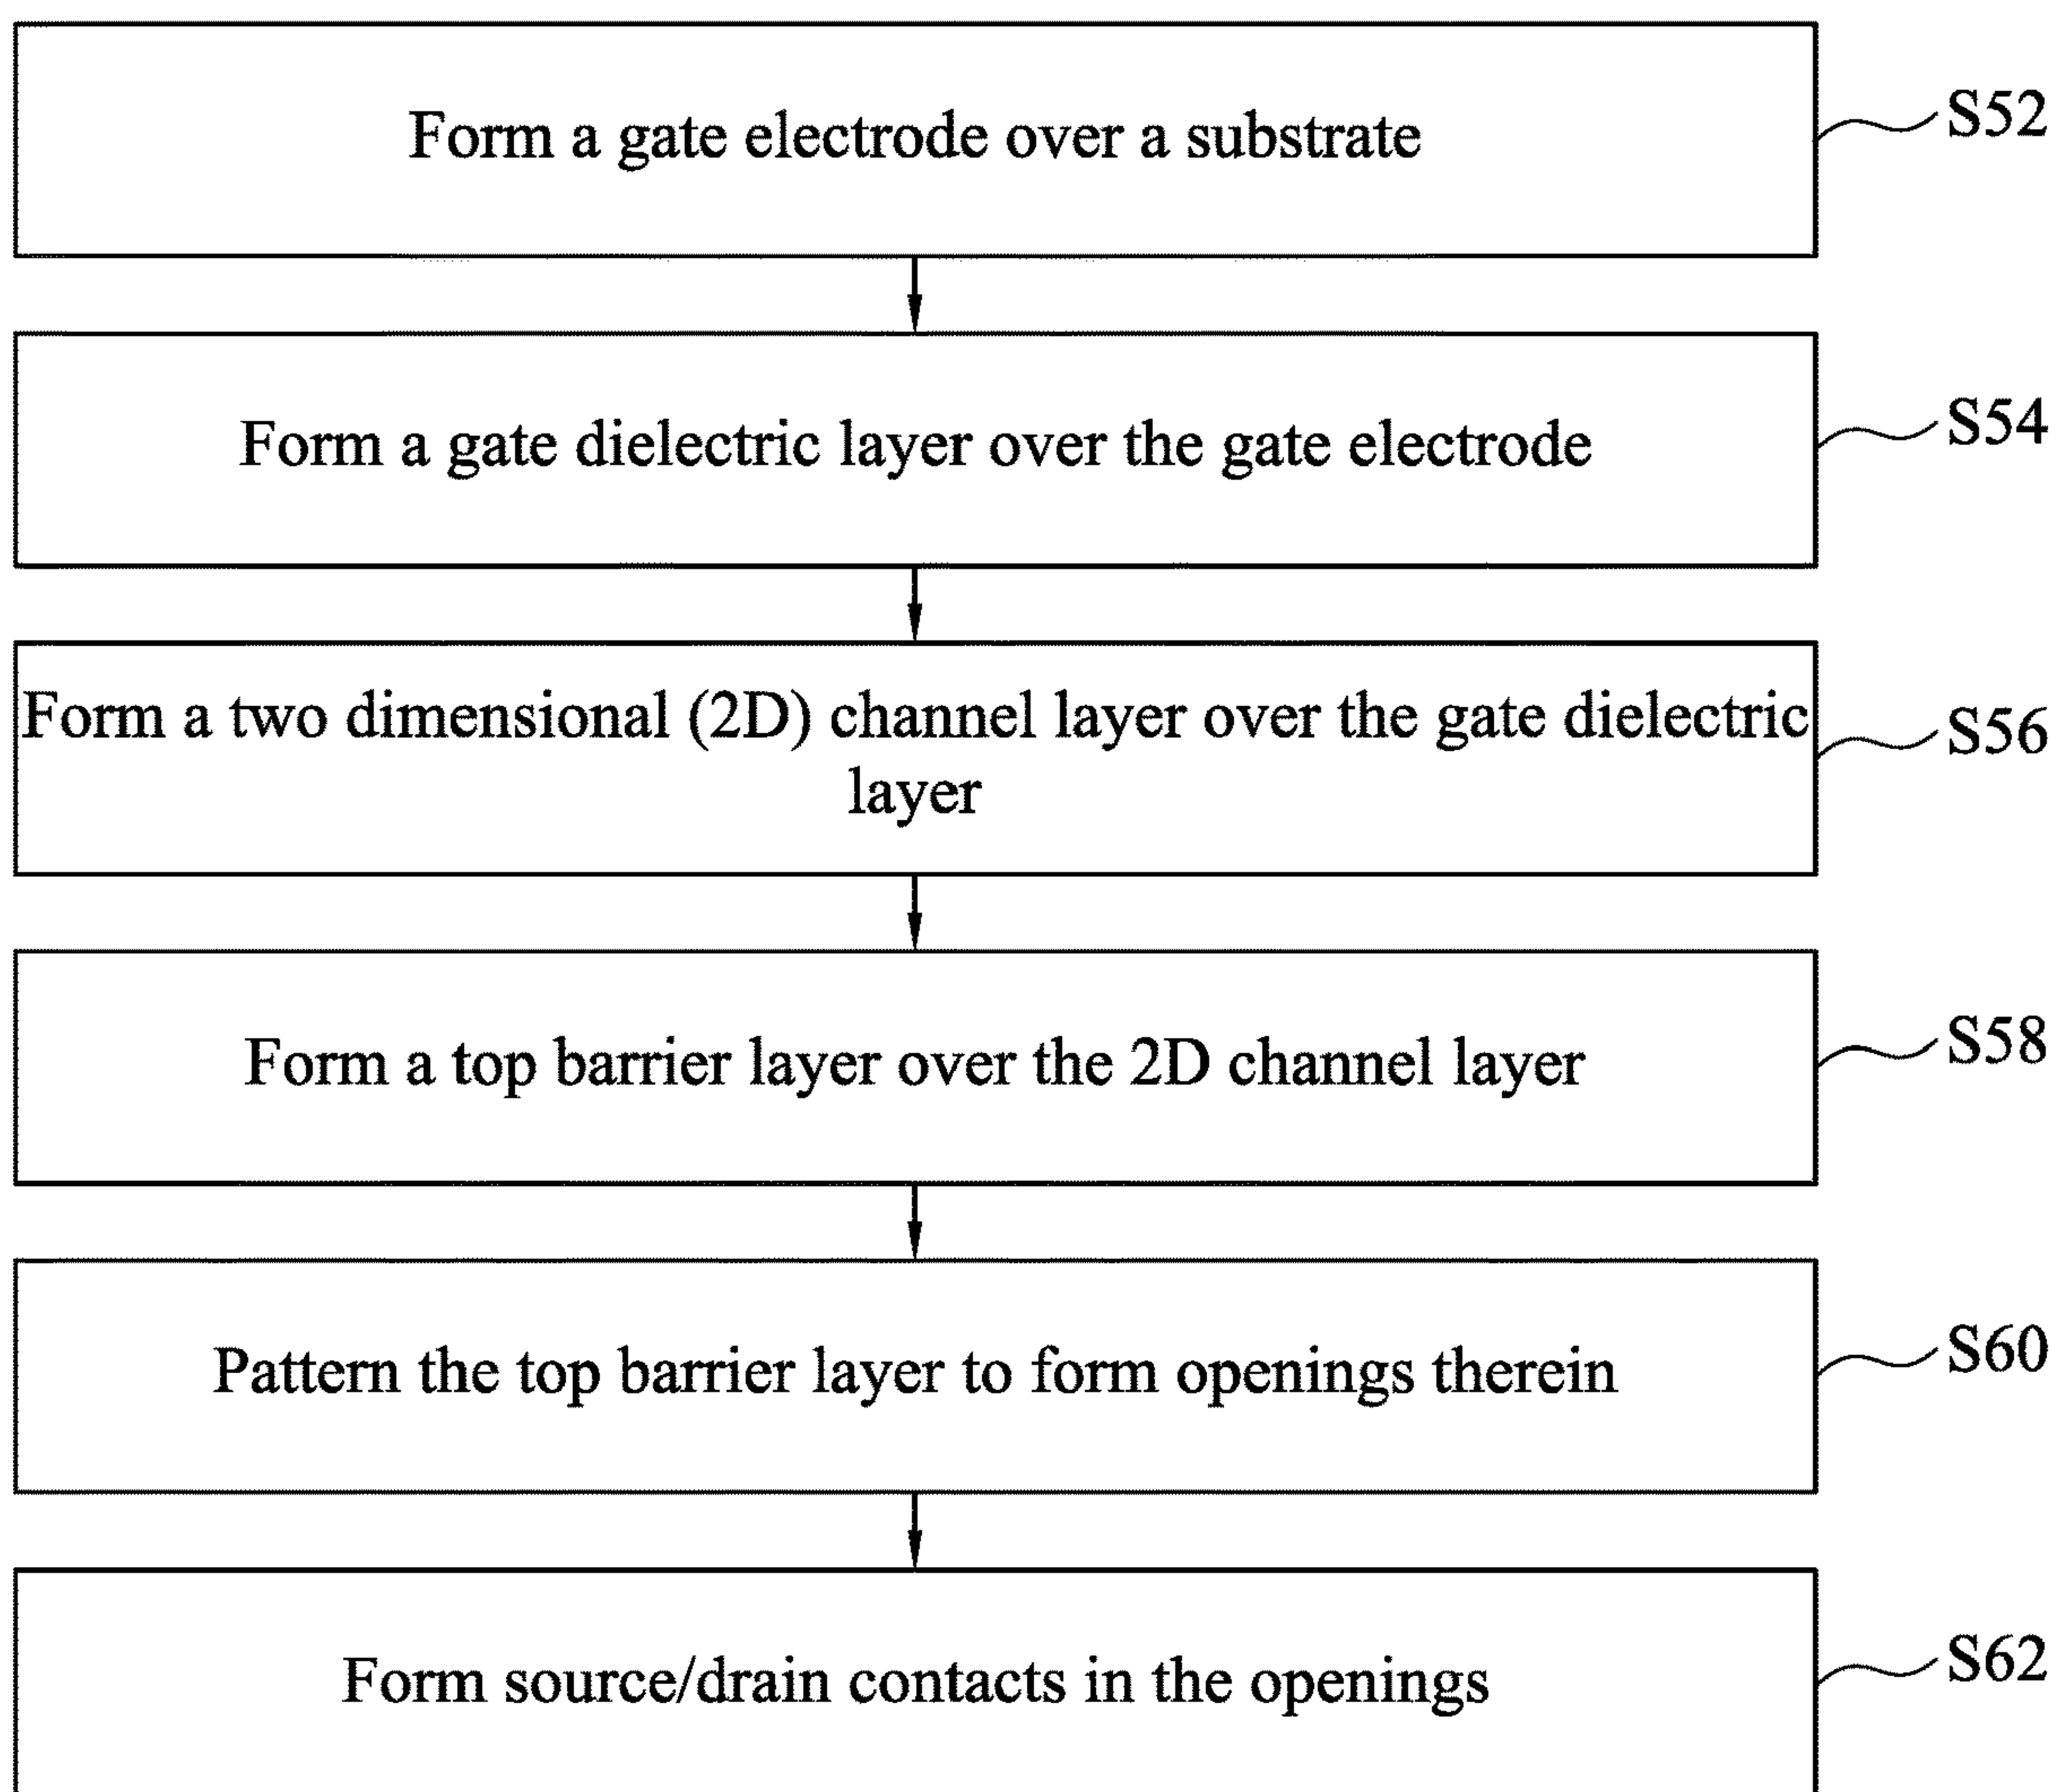 Form a gate electrode over a substrate
S52
Form a gate dielectric layer over the gate electrode
S54
Form a two dimensional (2D) channel layer over the gate dielectric
layer
S56
Form a top barrier layer over the 2D channel layer
S58
Pattern the top barrier layer to form openings therein
S60
Form source/drain contacts in the openings
S62